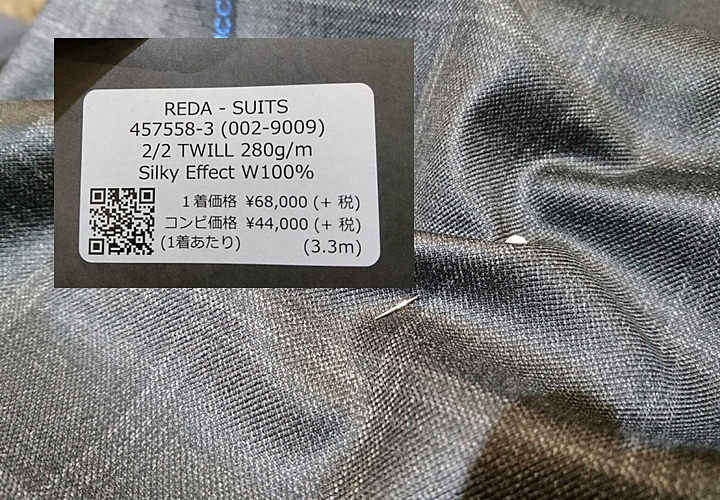 CC
REDA - SUITS
457558-3 (002-9009)
2/2 TWILL 280g/m
Silky Effect W100%
1着価格 ¥68,000 (+ 税)
コンビ価格 ¥44,000 (+ 税)
(1着あたり) (3.3m)